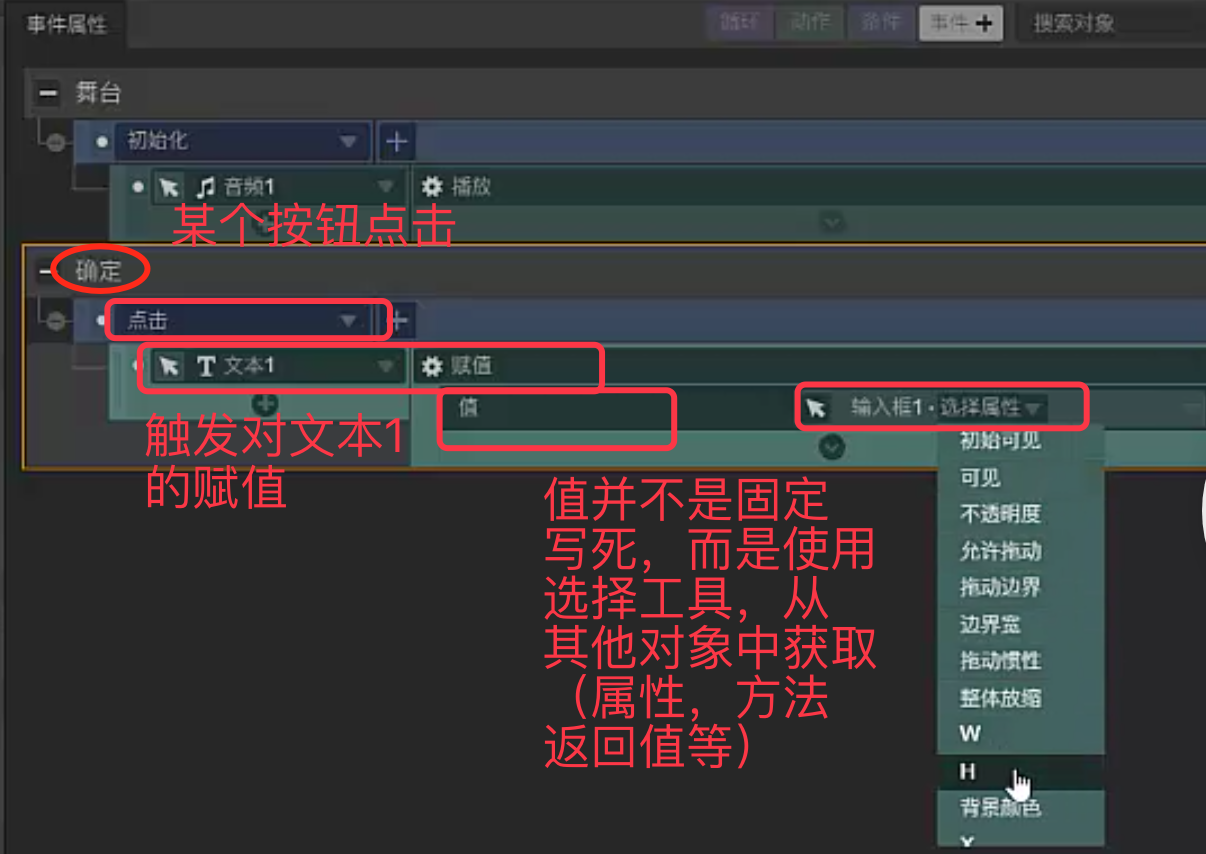 事件属性
循环 动作 条件 事件 搜索对象
舞台
初始化
音频1 播放
某个按钮点击
确定
点击
文本1 赋值
值 输入框1 · 选择属性
触发对文本1
的赋值
初始可见
可见
不透明度
允许拖动
拖动边界
边界宽
拖动惯性
整体放缩
W
H
背景颜色
X
值并不是固定
写死，而是使用
选择工具，从
其他对象中获取
（属性，方法
返回值等）